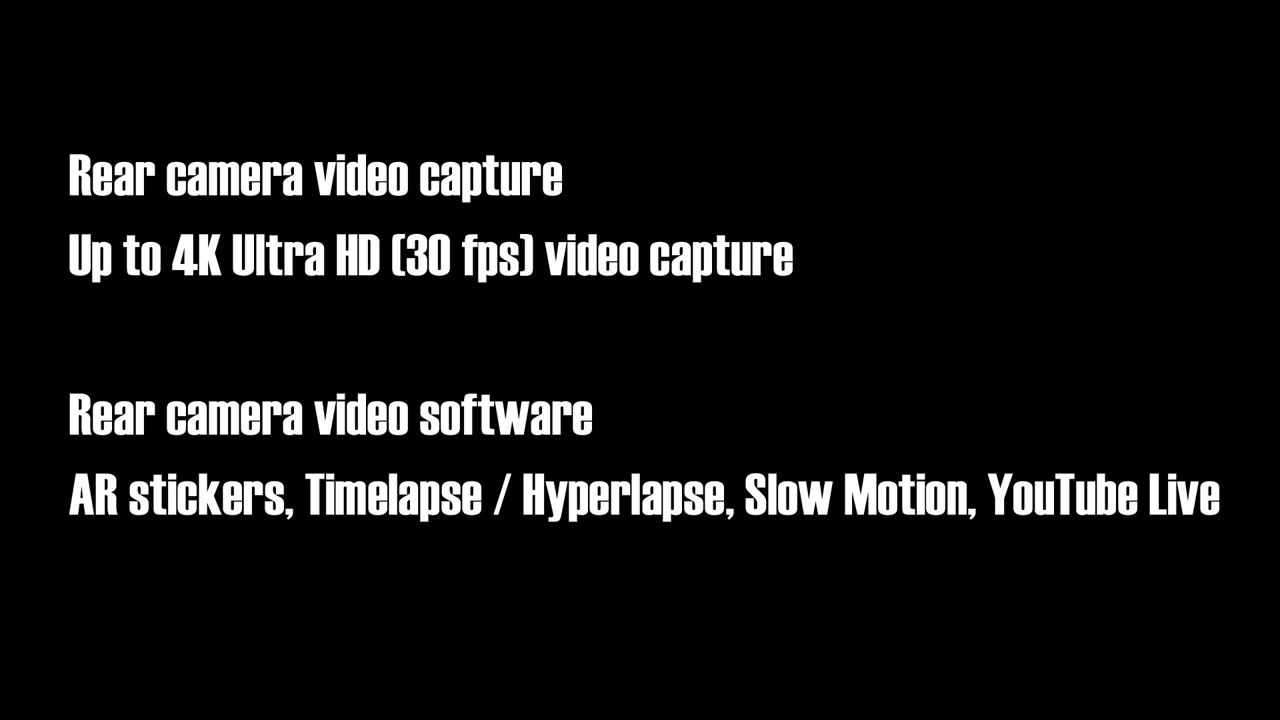 Rear camera video capture
Up to 4K Ultra HD (30 fps) video capture
Rear camera video software
AR stickers, Timelapse / Hyperlapse, Slow Motion, YouTube Live